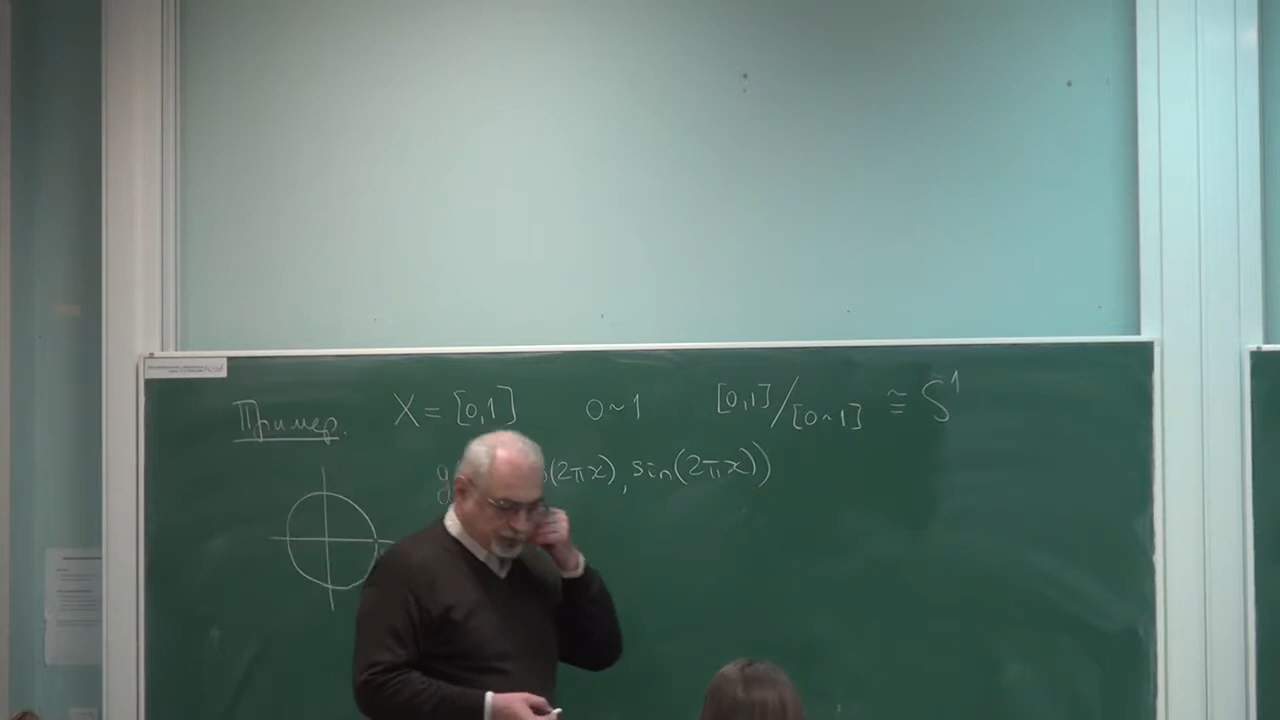 Пример. X = [0,1] 0~1 [0,1]/[0~1] ≅ S¹
g (2πx), sin(2πx))